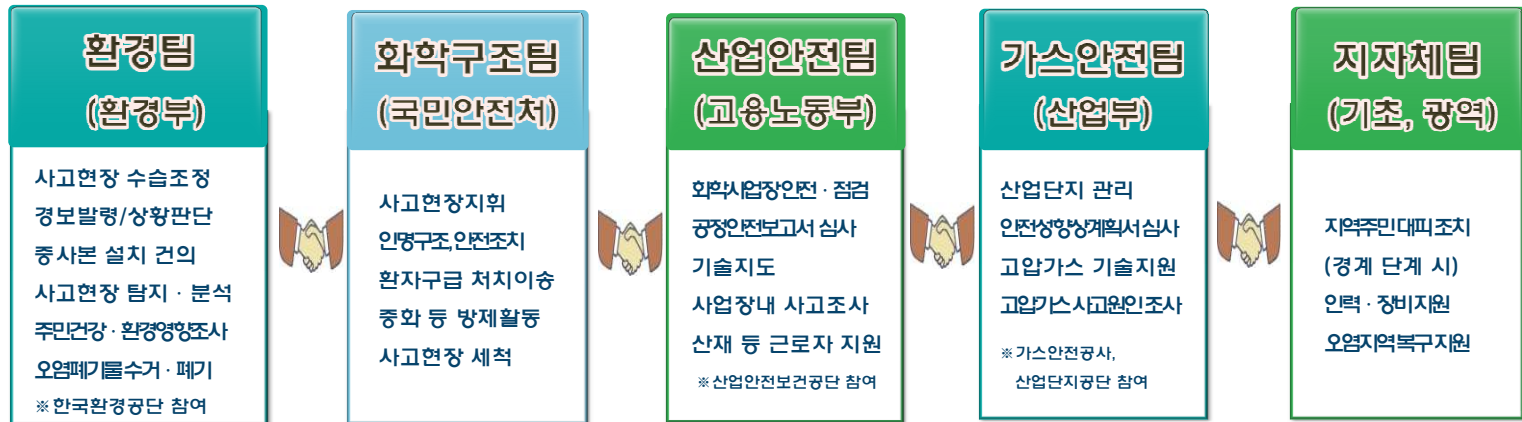 환경팀
(환경부)
사고현장 수습조정
경보발령/상황판단
중사본 설치 건의
사고현장 탐지 · 분석
주민건강 · 환경영향조사
오염폐기물 수거 · 폐기
※ 한국환경공단 참여
화학구조팀
(국민안전처)
사고현장지휘
인명구조, 안전조치
환자구급 처치이송
중화 등 방제활동
사고현장 세척
산업안전팀
(고용노동부)
화학사업장안전 · 점검
공정안전보고서 심사
기술지도
사업장내 사고조사
산재 등 근로자 지원
※ 산업안전보건공단 참여
가스안전팀
(산업부)
산업단지 관리
안전성향상계획서 심사
고압가스 기술지원
고압가스 사고원인 조사
※ 가스안전공사,
산업단지공단 참여
지자체팀
(기초, 광역)
지역주민 대피 조치
(경계 단계 시)
인력 · 장비지원
오염지역 복구 지원